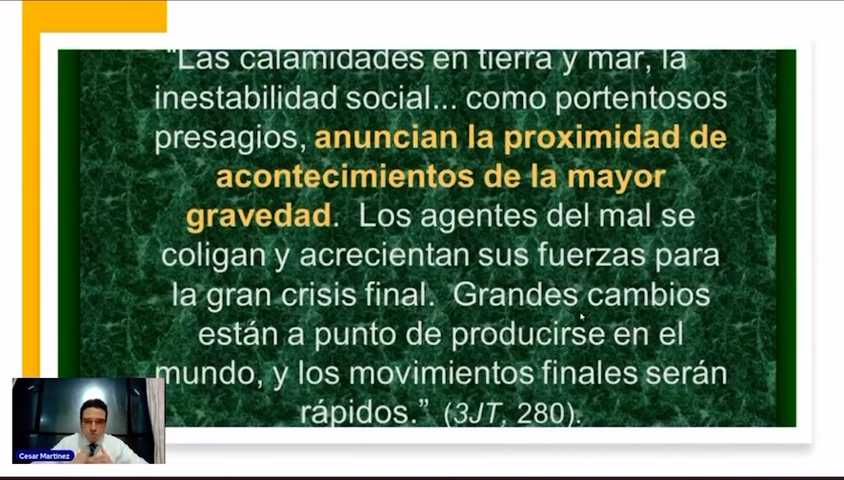 "Las calamidades en tierra y mar, la
inestabilidad social... como portentosos
presagios, anuncian la proximidad de
acontecimientos de la mayor
gravedad.  Los agentes del mal se
coligan y acrecientan sus fuerzas para
la gran crisis final.  Grandes cambios
están a punto de producirse en el
mundo, y los movimientos finales serán
rápidos.” (3JT, 280).
Cesar Martinez